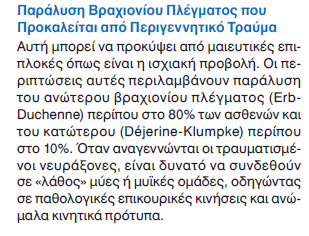 Παράλυση Βραχιονίου Πλέγματος που
Προκαλείται από Περιγεννητικό Τραύμα
Αυτή μπορεί να προκύψει από μαιευτικές επι-
πλοκές όπως είναι η ισχιακή προβολή. Οι πε-
ριπτώσεις αυτές περιλαμβάνουν παράλυση
του ανώτερου βραχιονίου πλέγματος (Erb-
Duchenne) περίπου στο 80% των ασθενών και
του κατώτερου (Déjerine-Klumpke) περίπου
στο 10%. Όταν αναγεννώνται οι τραυματισμέ-
νοι νευράξονες, είναι δυνατό να συνδεθούν
σε «λάθος» μύες ή μυϊκές ομάδες, οδηγώντας
σε παθολογικές επικουρικές κινήσεις και ανώ-
μαλα κινητικά πρότυπα.